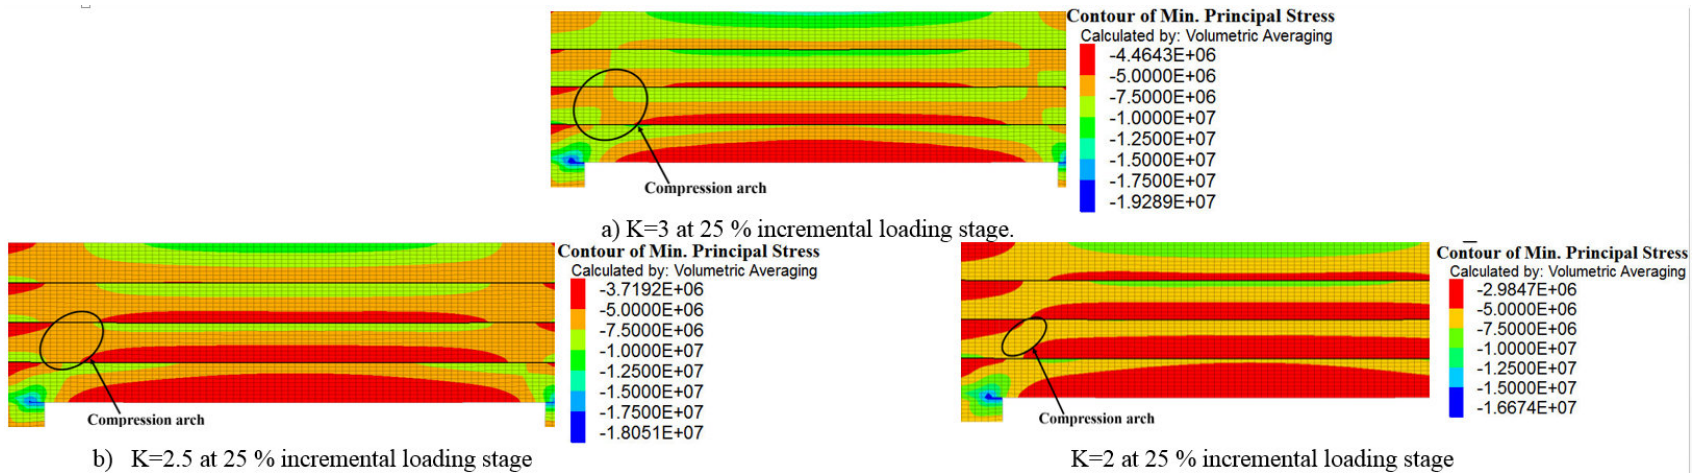 Contour of Min. Principal Stress
Calculated by: Volumetric Averaging
-4.4643E+06
-5.0000E+06
-7.5000E+06
-1.0000E+07
-1.2500E+07
-1.5000E+07
-1.7500E+07
-1.9289E+07
Compression arch
a) K=3 at 25 % incremental loading stage.
Contour of Min. Principal Stress
Calculated by: Volumetric Averaging
-3.7192E+06
-5.0000E+06
-7.5000E+06
-1.0000E+07
-1.2500E+07
-1.5000E+07
-1.7500E+07
-1.8051E+07
Compression arch
b) K=2.5 at 25 % incremental loading stage
Contour of Min. Principal Stress
Calculated by: Volumetric Averaging
-2.9847E+06
-5.0000E+06
-7.5000E+06
-1.0000E+07
-1.2500E+07
-1.5000E+07
-1.6674E+07
Compression arch
K=2 at 25 % incremental loading stage